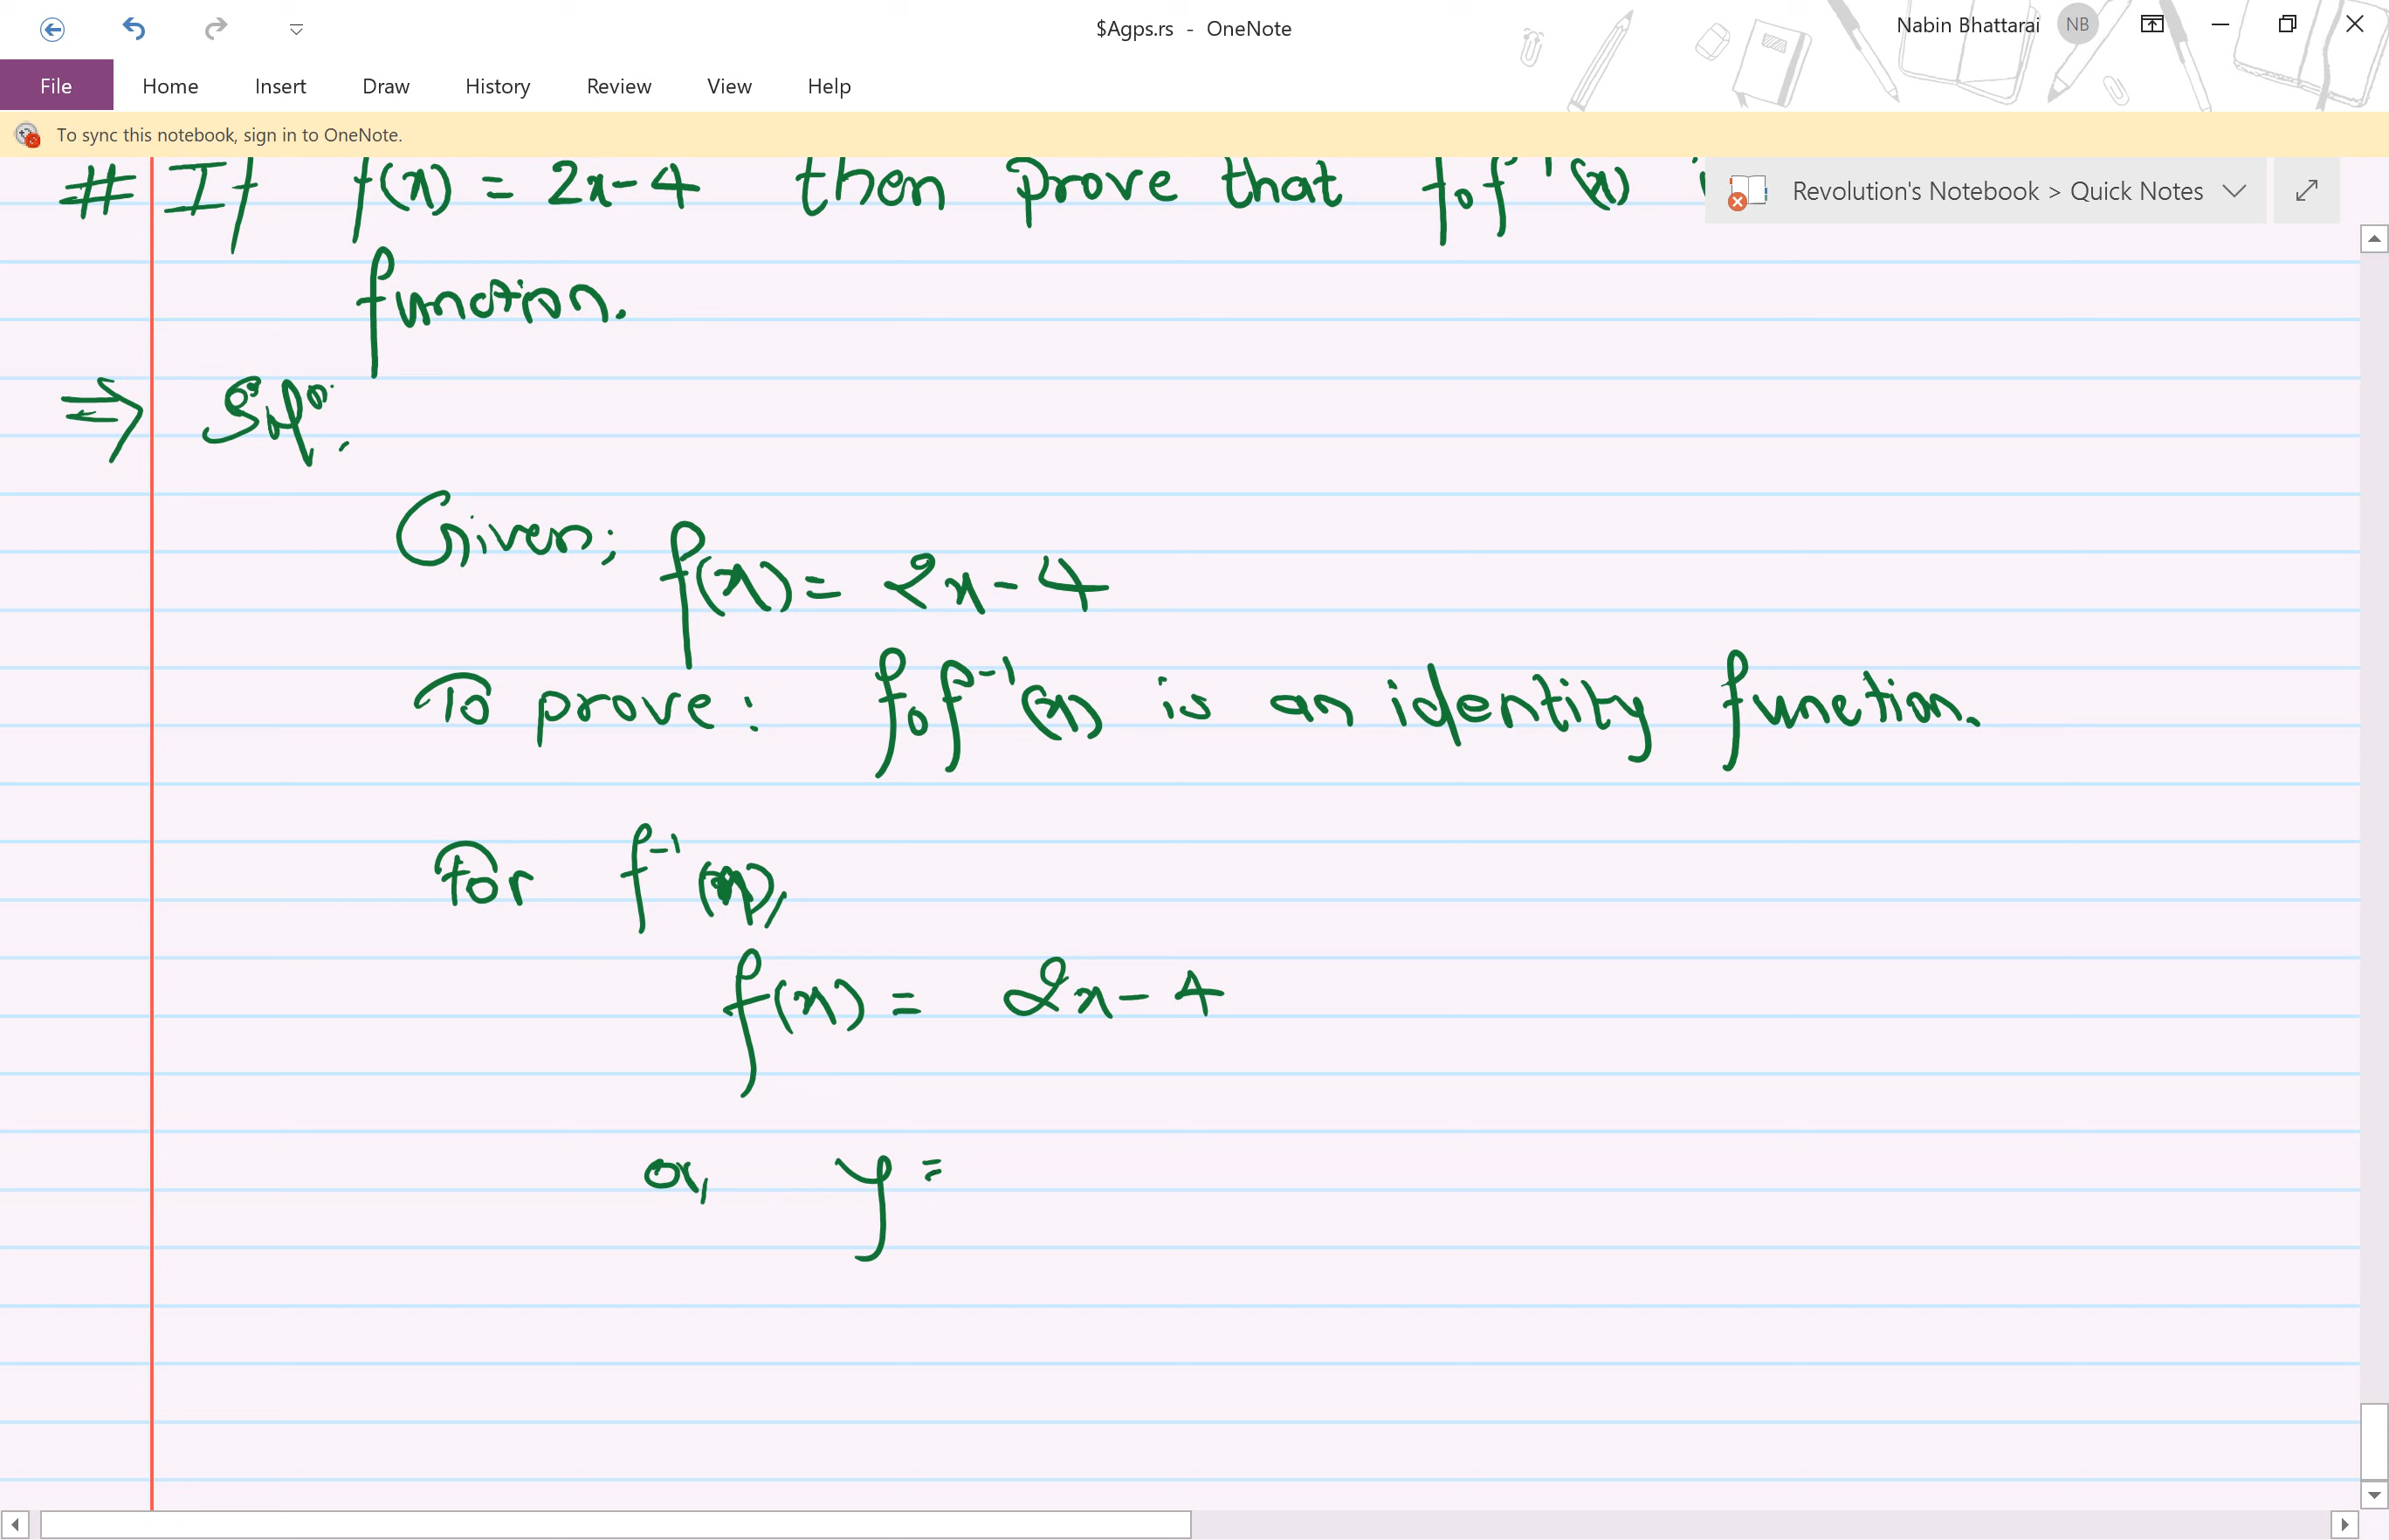 $Agps.rs - OneNote
Nabin Bhattarai NB
File Home Insert Draw History Review View Help
To sync this notebook, sign in to OneNote.
Revolution's Notebook > Quick Notes
# If f(x) = 2x-4 then prove that fof⁻¹(x)
function.
⇒ Solⁿ:
Given; f(x) = 2x-4
To prove: fof⁻¹(x) is an identity function.
for f⁻¹(x),
f(x) = 2x-4
or, y =